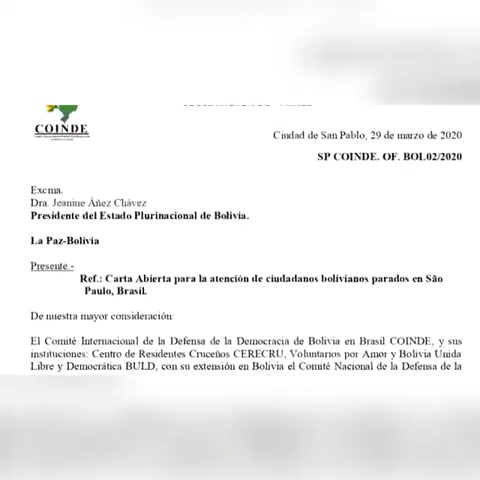 COINDE
Ciudad de San Pablo, 29 de marzo de 2020
SP COINDE. OF. BOL02/2020
Excma.
Dra. Jeanine Áñez Chávez
Presidente del Estado Plurinacional de Bolivia.
La Paz-Bolivia
Presente.-
Ref.: Carta Abierta para la atención de ciudadanos bolivianos parados en São
Paulo, Brasil.
De nuestra mayor consideración:
El Comité Internacional de la Defensa de la Democracia de Bolivia en Brasil COINDE, y sus
instituciones: Centro de Residentes Cruceños CERECRU, Voluntarios por Amor y Bolivia Unida
Libre y Democrática BULD, con su extensión en Bolivia el Comité Nacional de la Defensa de la